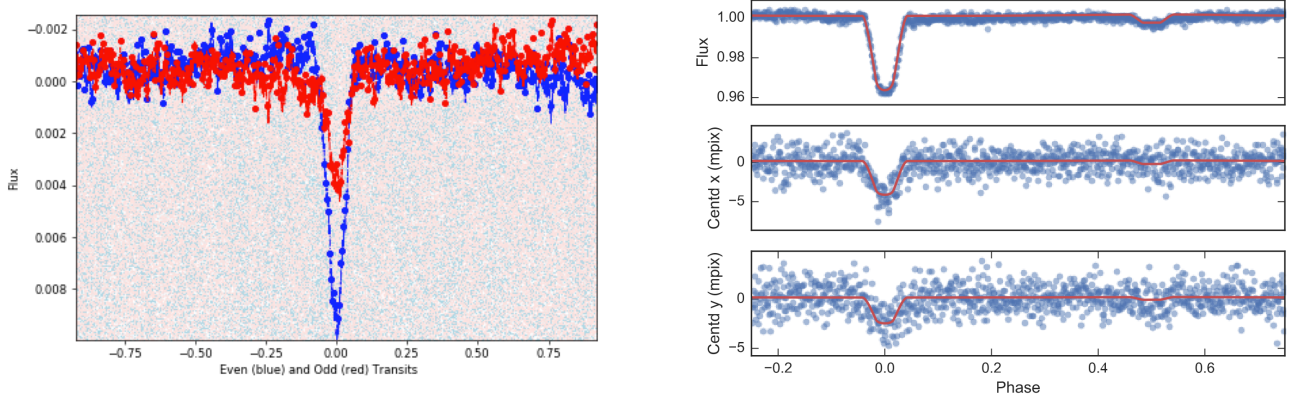 −0.002
0.000
0.002
0.004
0.006
0.008
Flux
−0.75 −0.50 −0.25 0.00 0.25 0.50 0.75
Even (blue) and Odd (red) Transits
1.00
0.98
0.96
Flux
0
−5
Centd x (mpix)
0
−5
Centd y (mpix)
−0.2 0.0 0.2 0.4 0.6
Phase